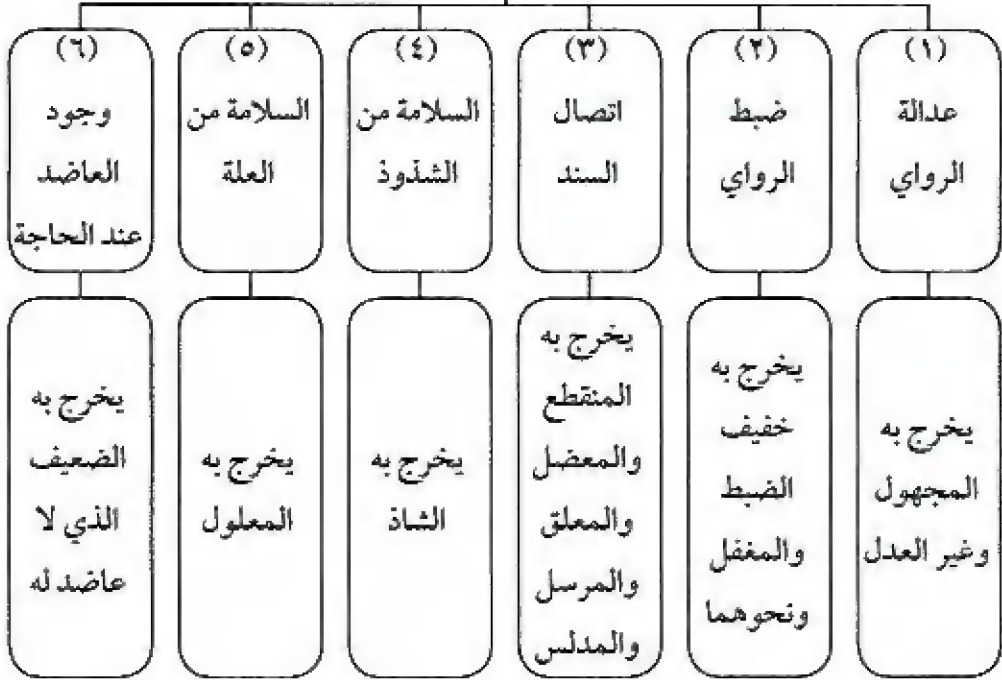 (١)
عدالة
الرواي
(٢)
ضبط
الرواي
(٣)
اتصال
السند
(٤)
السلامة من
الشذوذ
(٥)
السلامة من
العلة
(٦)
وجود
العاضد
عند الحاجة
يخرج به
المجهول
وغير العدل
يخرج به
خفيف
الضبط
والمغفل
ونحوهما
يخرج به
المنقطع
والمعضل
والمعلق
والمرسل
والمدلس
يخرج به
الشاذ
يخرج به
المعلول
يخرج به
الضعيف
الذي لا
عاضد له